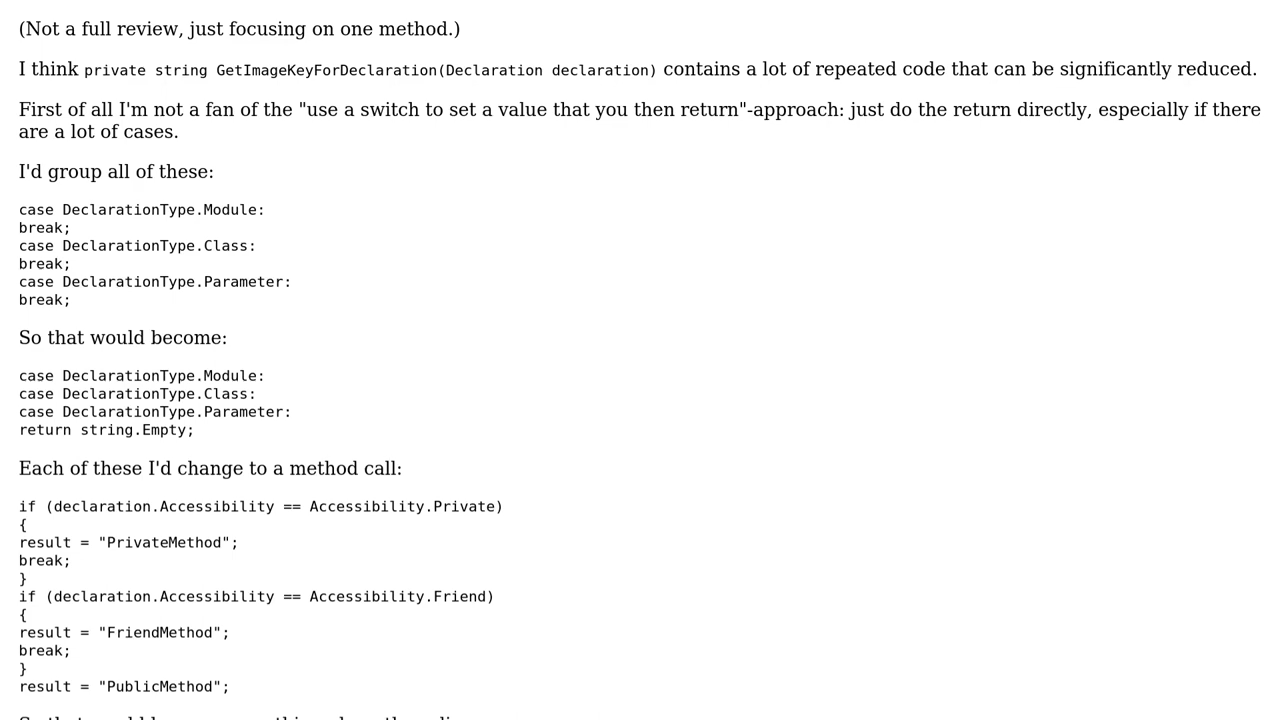 (Not a full review, just focusing on one method.)
I think private string GetImageKeyForDeclaration(Declaration declaration) contains a lot of repeated code that can be significantly reduced.
First of all I'm not a fan of the "use a switch to set a value that you then return"-approach: just do the return directly, especially if there
are a lot of cases.
I'd group all of these:
case DeclarationType.Module:
break;
case DeclarationType.Class:
break;
case DeclarationType.Parameter:
break;
So that would become:
case DeclarationType.Module:
case DeclarationType.Class:
case DeclarationType.Parameter:
return string.Empty;
Each of these I'd change to a method call:
if (declaration.Accessibility == Accessibility.Private)
{
result = "PrivateMethod";
break;
}
if (declaration.Accessibility == Accessibility.Friend)
{
result = "FriendMethod";
break;
}
result = "PublicMethod";